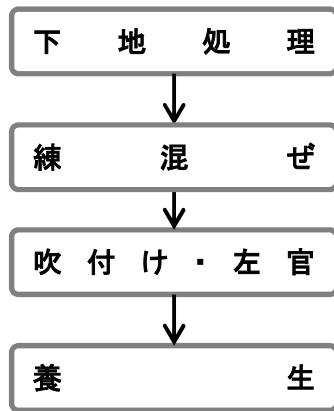 下地処理
練混ぜ
吹付け・左官
養生